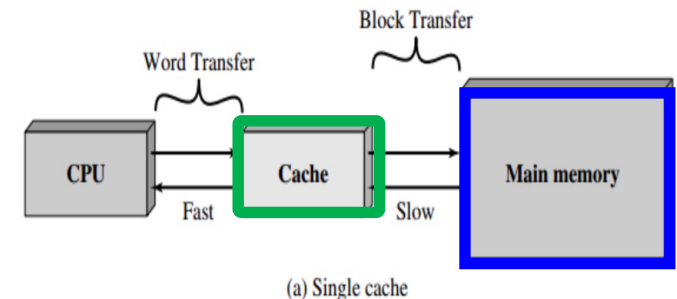 Block Transfer
Word Transfer
CPU
Cache
Main memory
Fast
Slow
(a) Single cache